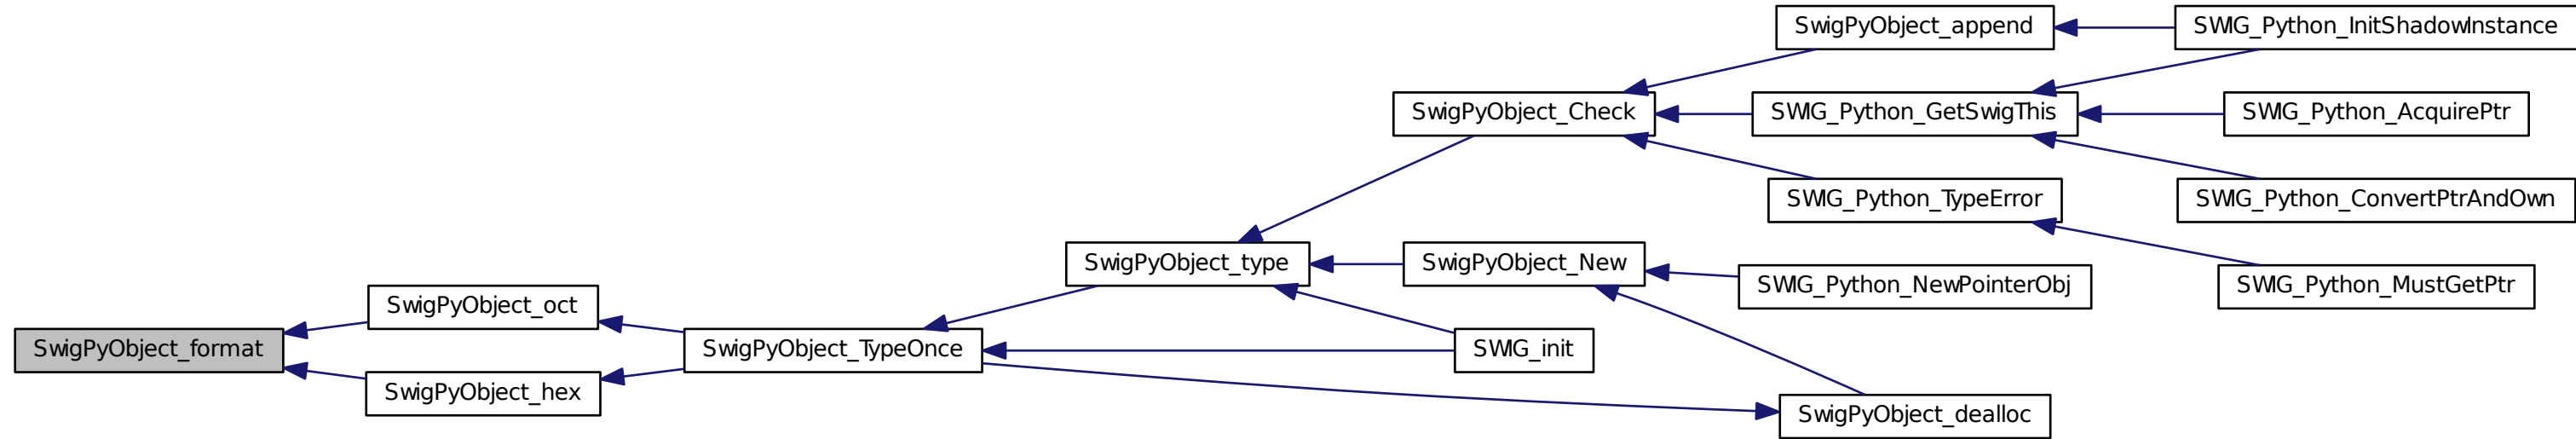 SwigPyObject_append
SWIG_Python_InitShadowInstance
SwigPyObject_Check
SWIG_Python_GetSwigThis
SWIG_Python_AcquirePtr
SWIG_Python_TypeError
SWIG_Python_ConvertPtrAndOwn
SwigPyObject_type
SwigPyObject_New
SWIG_Python_NewPointerObj
SWIG_Python_MustGetPtr
SwigPyObject_oct
SwigPyObject_format
SwigPyObject_TypeOnce
SWIG_init
SwigPyObject_hex
SwigPyObject_dealloc